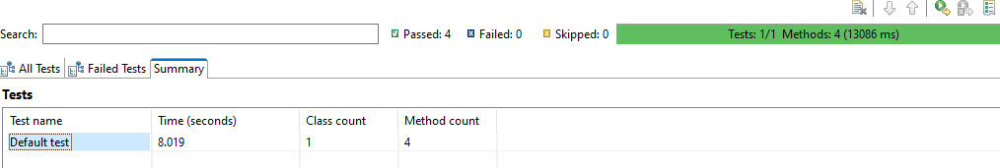 Search: Passed: 4 Failed: 0 Skipped: 0 Tests: 1/1 Methods: 4 (13086 ms)
All Tests Failed Tests Summary
Tests
Test name Time (seconds) Class count Method count
Default test 8.019 1 4